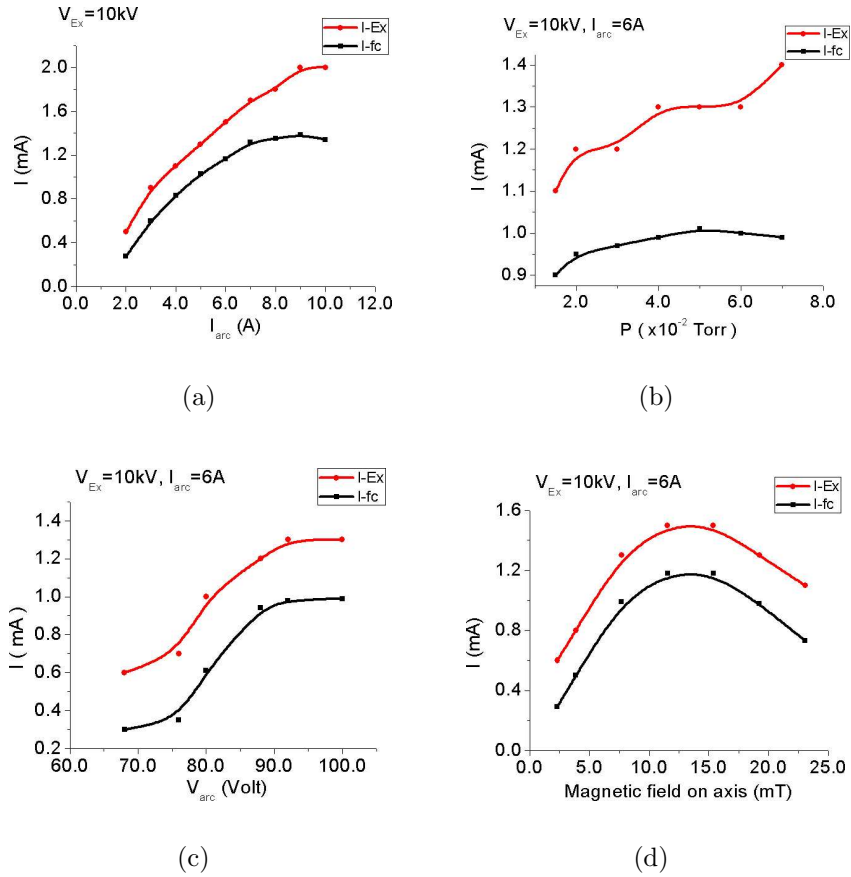 V_Ex=10kV
I-Ex
I-fc
2.0
1.6
1.2
0.8
0.4
0.0
I (mA)
0.0 2.0 4.0 6.0 8.0 10.0 12.0
I_arc (A)
(a)
V_Ex=10kV, I_arc=6A
I-Ex
I-fc
1.4
1.3
1.2
1.1
1.0
0.9
I (mA)
2.0 4.0 6.0 8.0
P ( x10^-2 Torr)
(b)
V_Ex=10kV, I_arc=6A
I-Ex
I-fc
1.4
1.2
1.0
0.8
0.6
0.4
0.2
I ( mA)
60.0 70.0 80.0 90.0 100.0
V_arc (Volt)
(c)
V_Ex=10kV, I_arc=6A
I-Ex
I-fc
1.6
1.2
0.8
0.4
0.0
I (mA)
0.0 5.0 10.0 15.0 20.0 25.0
Magnetic field on axis (mT)
(d)